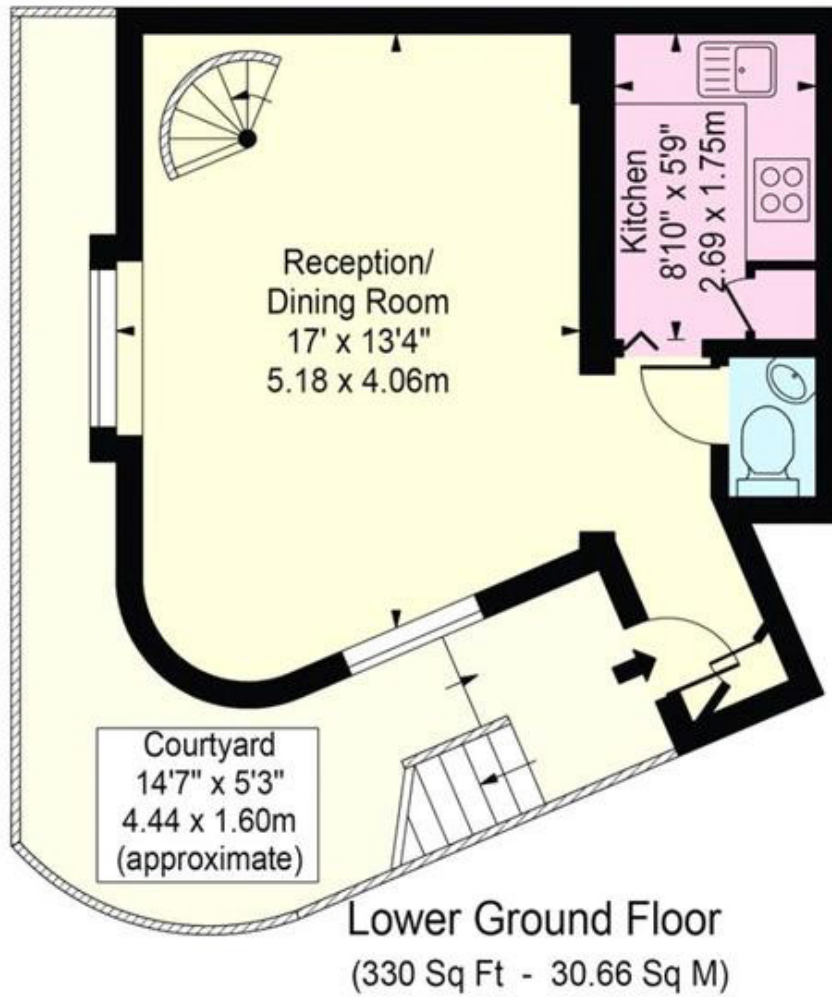 Kitchen
8'10" x 5'9"
2.69 x 1.75m
Reception/
Dining Room
17' x 13'4"
5.18 x 4.06m
Courtyard
14'7" x 5'3"
4.44 x 1.60m
(approximate)
Lower Ground Floor
(330 Sq Ft - 30.66 Sq M)